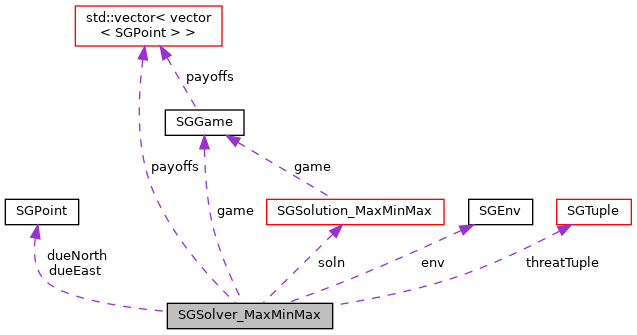 std::vector< vector
< SGPoint > >
payoffs
SGGame
payoffs
game
SGPoint
game
SGSolution_MaxMinMax
SGEnv
SGTuple
dueNorth
dueEast
soln
env
threatTuple
SGSolver_MaxMinMax